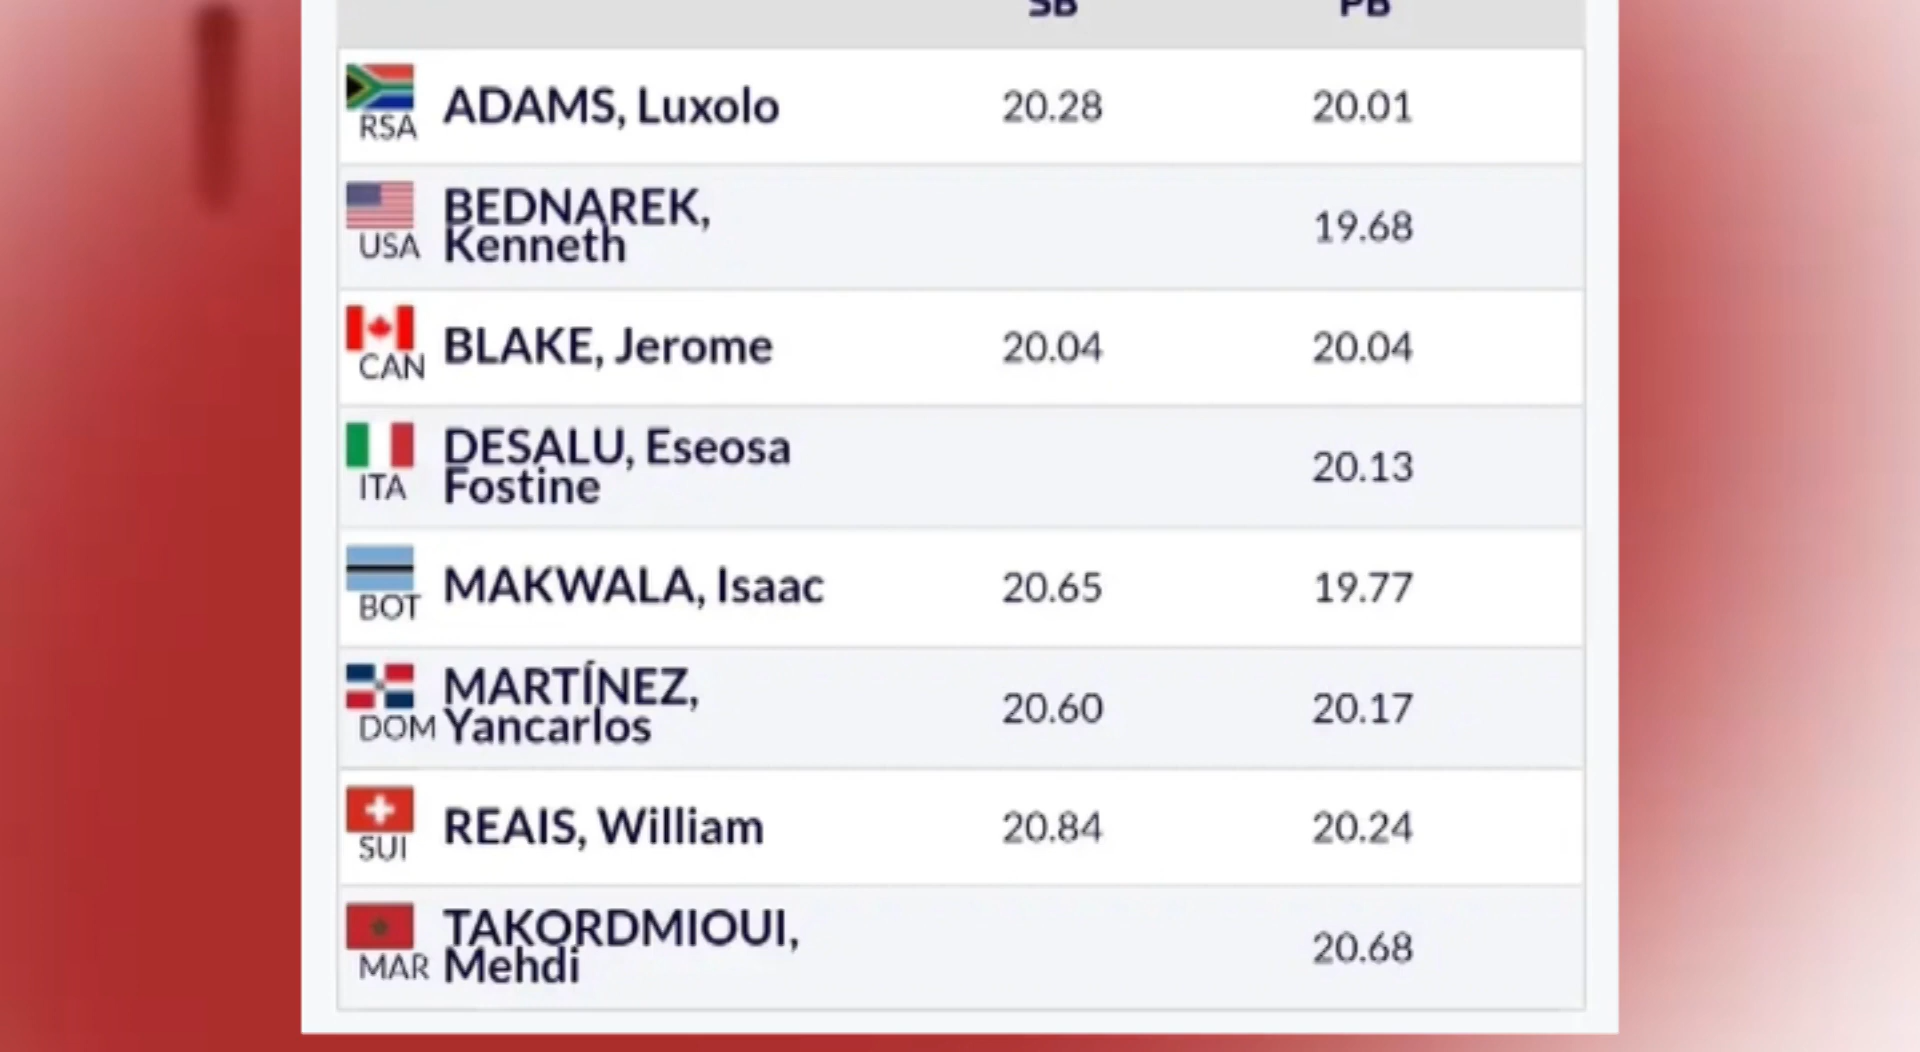 SB PB
ADAMS, Luxolo 20.28 20.01
RSA
BEDNAREK,
Kenneth 19.68
USA
BLAKE, Jerome 20.04 20.04
CAN
DESALU, Eseosa
Fostine 20.13
ITA
MAKWALA, Isaac 20.65 19.77
BOT
MARTÍNEZ,
Yancarlos 20.60 20.17
DOM
REAIS, William 20.84 20.24
SUI
TAKORDMIOUI,
Mehdi 20.68
MAR